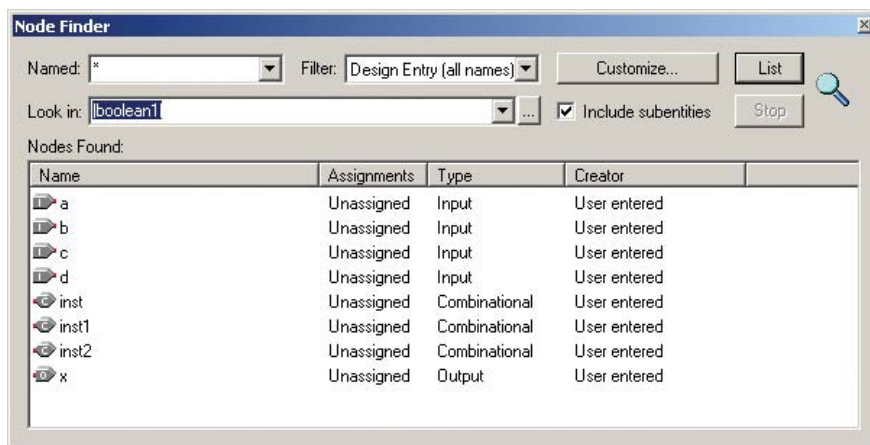 Node Finder
Named: * Filter: Design Entry (all names) Customize... List
Look in: |boolean1| ... Include subentities Stop
Nodes Found:
Name Assignments Type Creator
a Unassigned Input User entered
b Unassigned Input User entered
c Unassigned Input User entered
d Unassigned Input User entered
inst Unassigned Combinational User entered
inst1 Unassigned Combinational User entered
inst2 Unassigned Combinational User entered
x Unassigned Output User entered